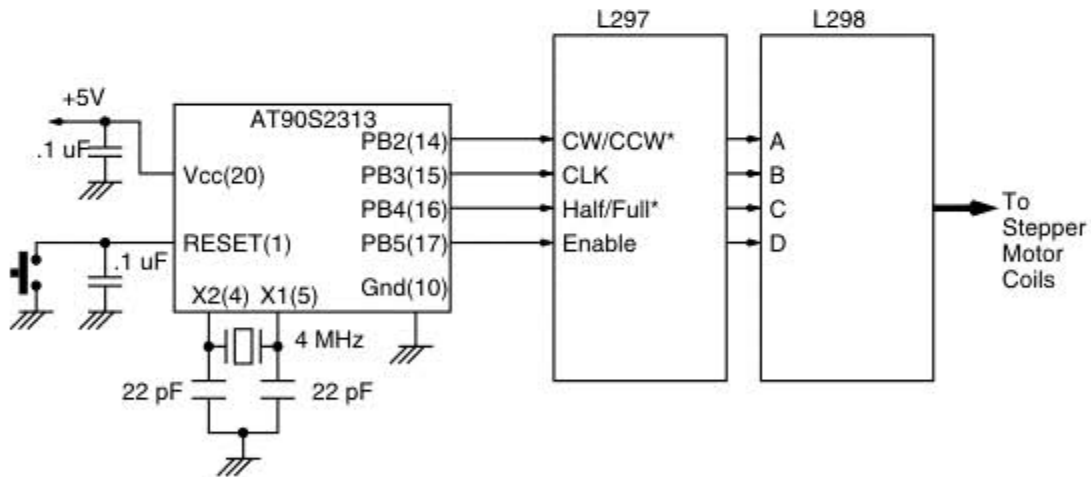 L297
L298
+5V
AT90S2313
.1 uF
PB2(14)
CW/CCW*
A
Vcc(20)
PB3(15)
CLK
B
PB4(16)
Half/Full*
C
To
Stepper
Motor
Coils
RESET(1)
PB5(17)
Enable
D
.1 uF
Gnd(10)
X2(4)
X1(5)
4 MHz
22 pF
22 pF